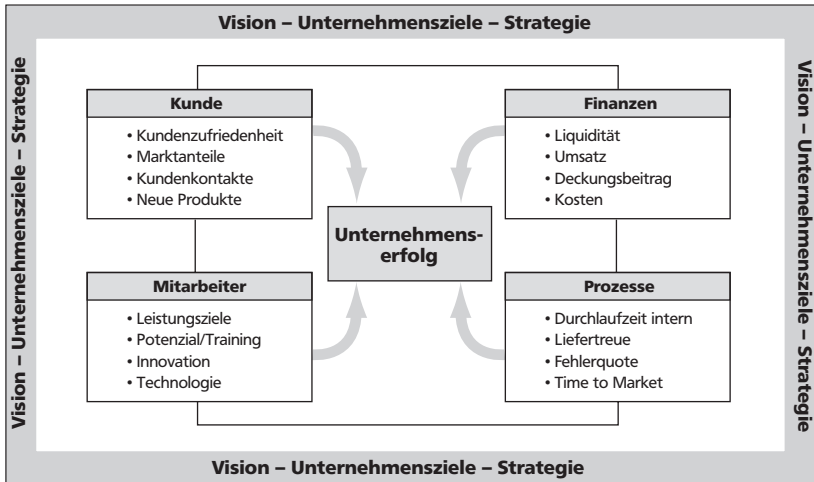 Vision – Unternehmensziele – Strategie
Vision – Unternehmensziele – Strategie
Kunde
• Kundenzufriedenheit
• Marktanteile
• Kundenkontakte
• Neue Produkte
Finanzen
• Liquidität
• Umsatz
• Deckungsbeitrag
• Kosten
Unternehmens-
erfolg
Mitarbeiter
• Leistungsziele
• Potenzial/Training
• Innovation
• Technologie
Prozesse
• Durchlaufzeit intern
• Liefertreue
• Fehlerquote
• Time to Market
Vision – Unternehmensziele – Strategie
Vision – Unternehmensziele – Strategie